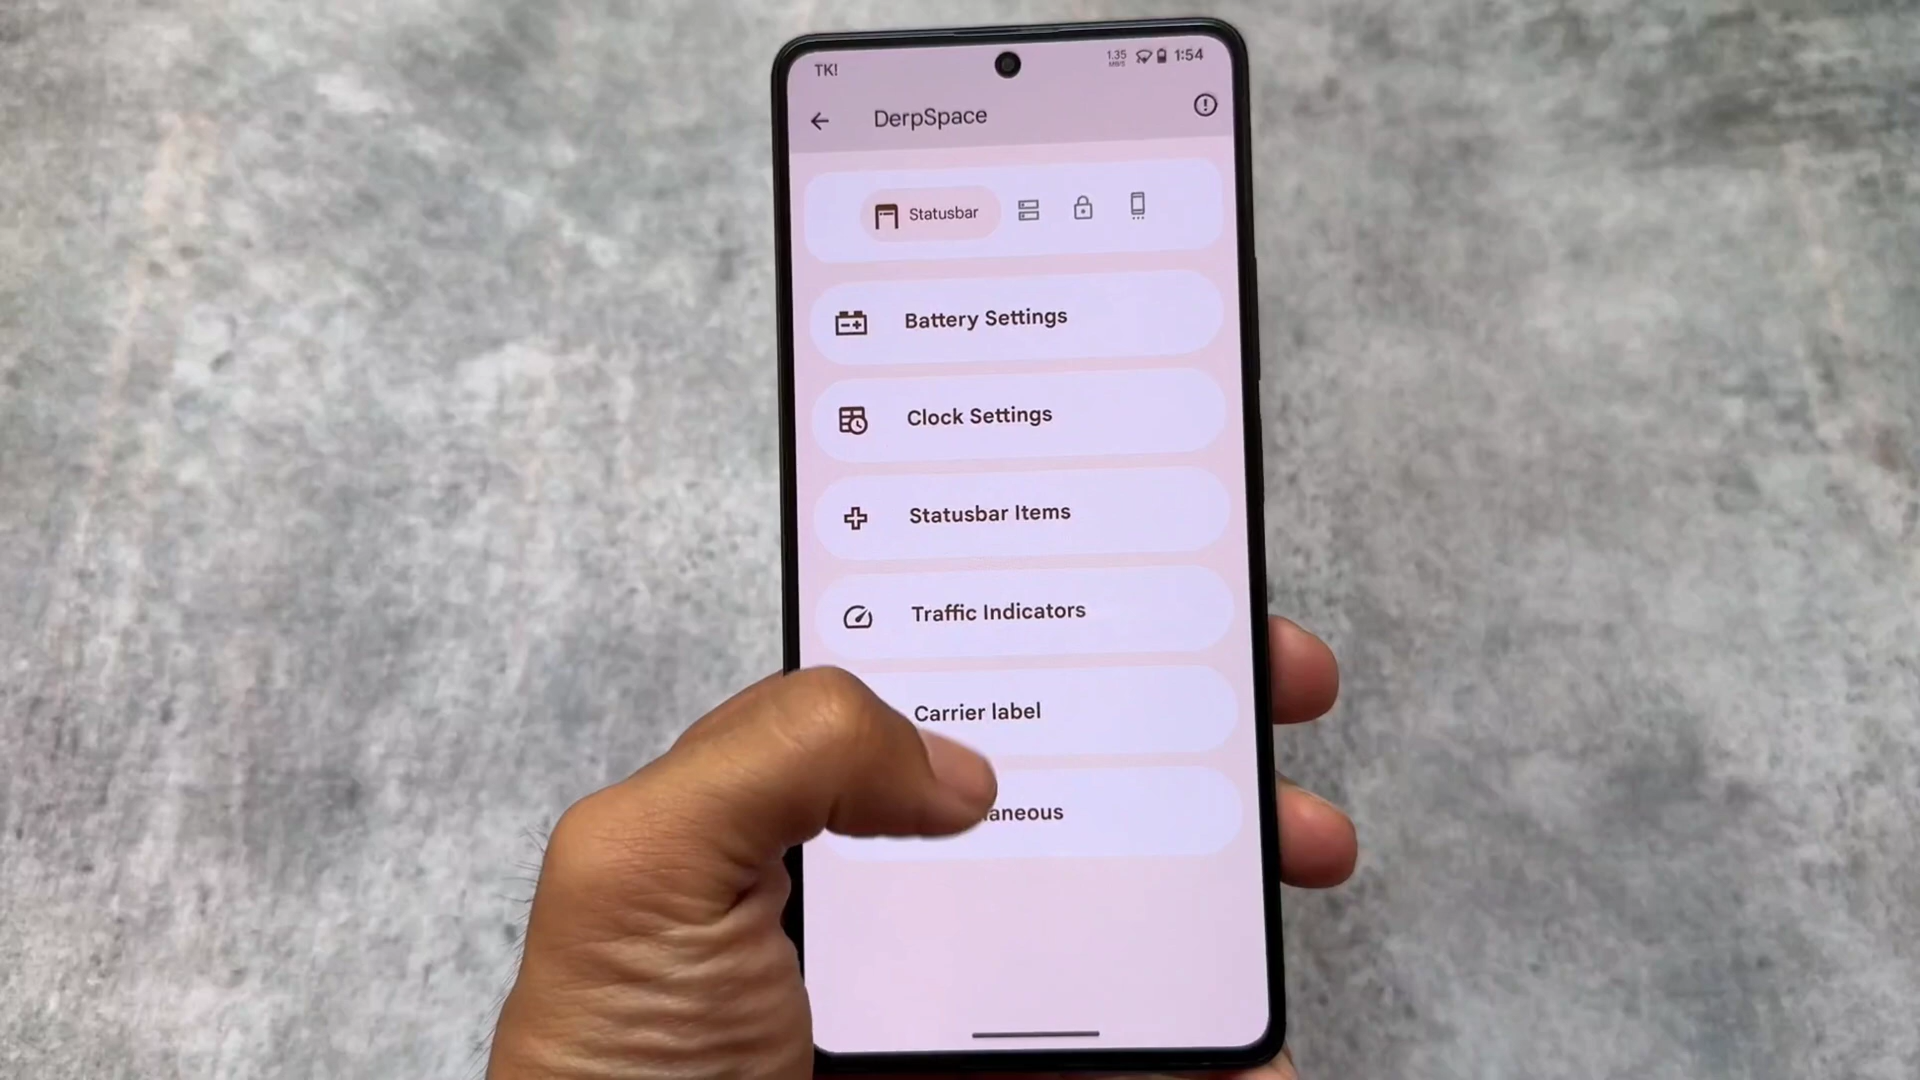 TK!
1.35
MB/S
1:54
DerpSpace
Statusbar
Battery Settings
Clock Settings
Statusbar Items
Traffic Indicators
Carrier label
aneous